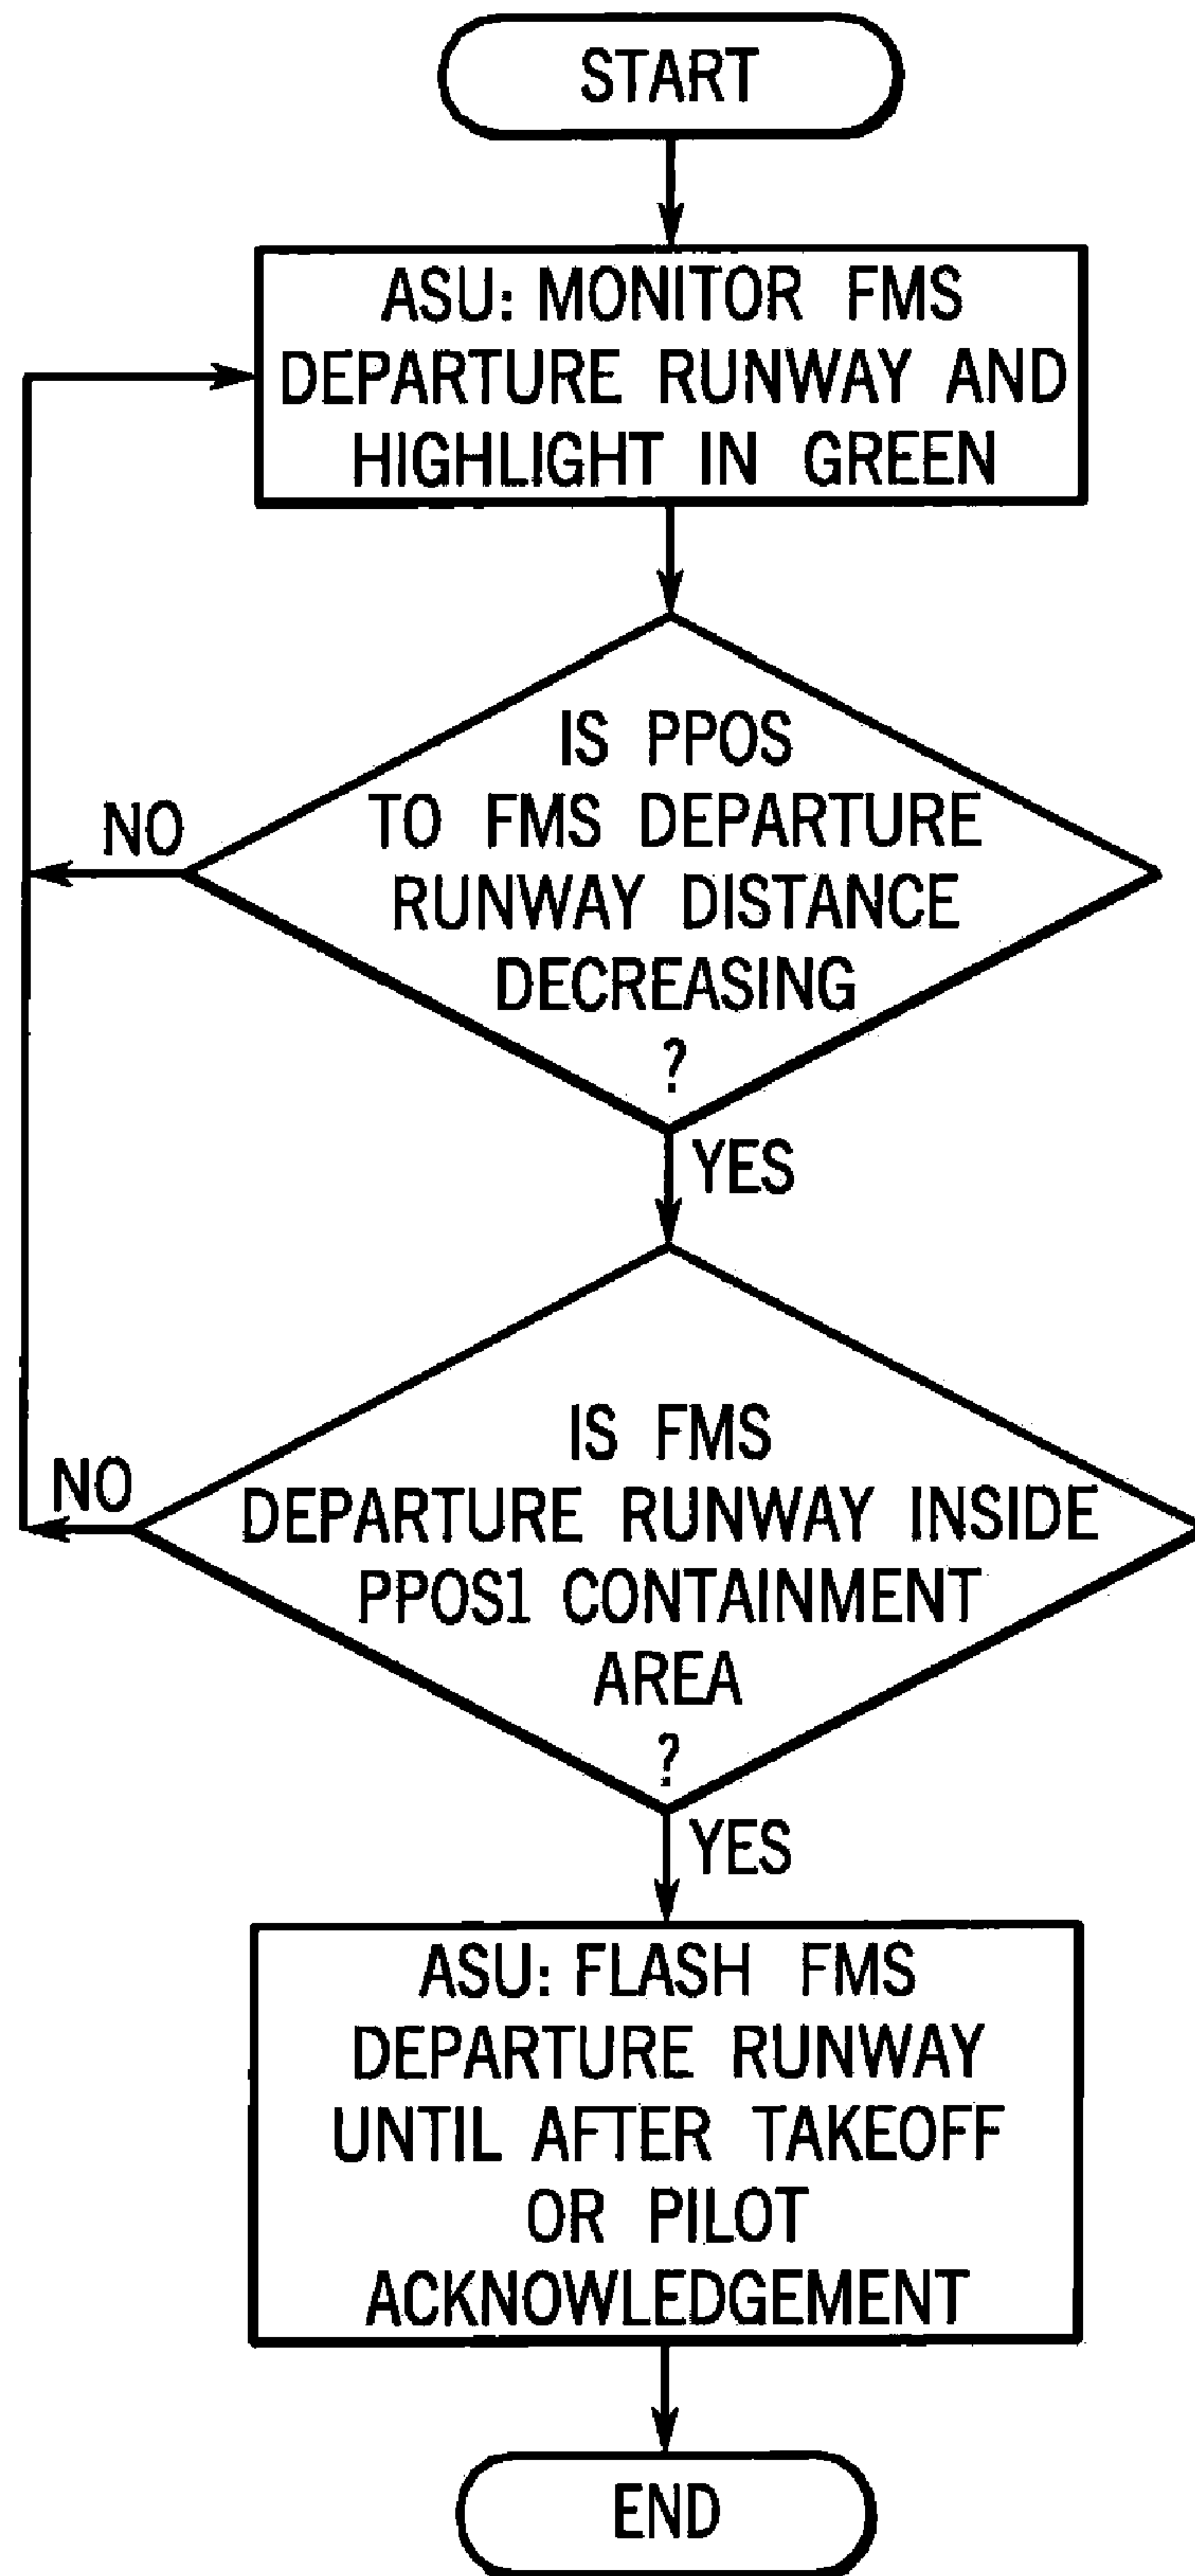 START
ASU: MONITOR FMS
DEPARTURE RUNWAY AND
HIGHLIGHT IN GREEN
IS PPOS
TO FMS DEPARTURE
RUNWAY DISTANCE
DECREASING
?
NO
YES
IS FMS
DEPARTURE RUNWAY INSIDE
PPOS1 CONTAINMENT
AREA
?
NO
YES
ASU: FLASH FMS
DEPARTURE RUNWAY
UNTIL AFTER TAKEOFF
OR PILOT
ACKNOWLEDGEMENT
END